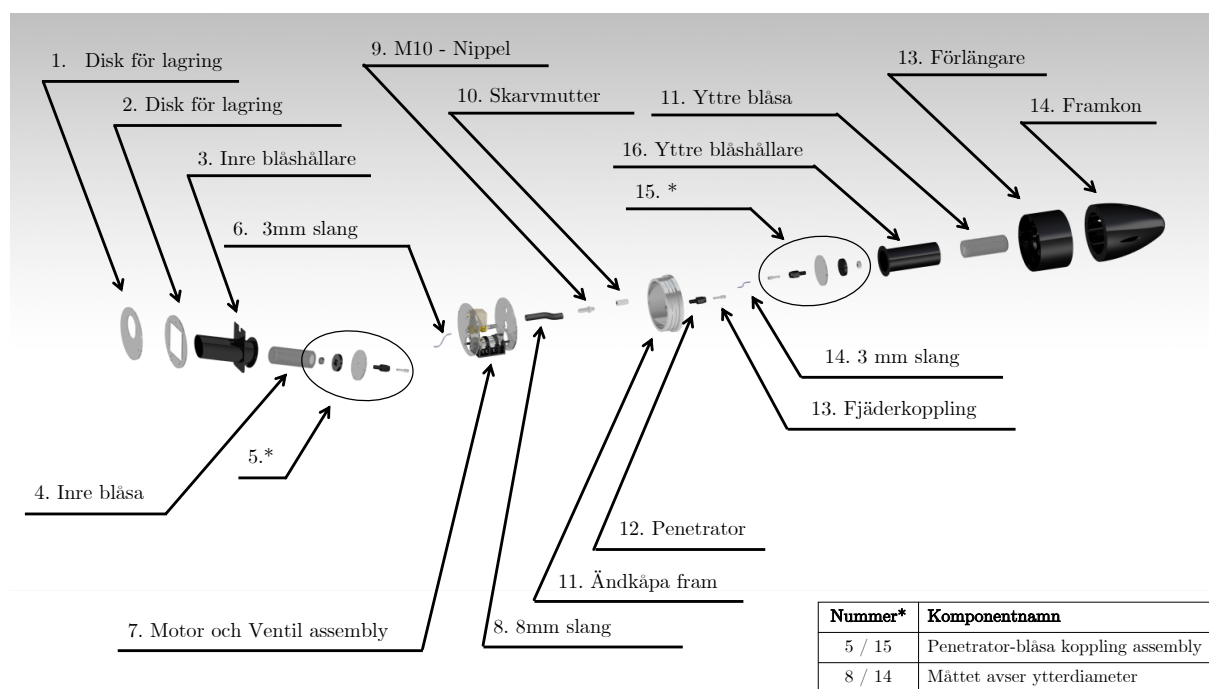 1. Disk för lagring
2. Disk för lagring
3. Inre blåshållare
6. 3mm slang
9. M10 - Nippel
10. Skarvmutter
11. Yttre blåsa
13. Förlängare
14. Framkon
16. Yttre blåshållare
15. *
14. 3 mm slang
13. Fjäderkoppling
5.*
4. Inre blåsa
12. Penetrator
11. Ändkåpa fram
7. Motor och Ventil assembly
8. 8mm slang
Nummer* Komponentnamn
5 / 15 Penetrator-blåsa koppling assembly
8 / 14 Måttet avser ytterdiameter